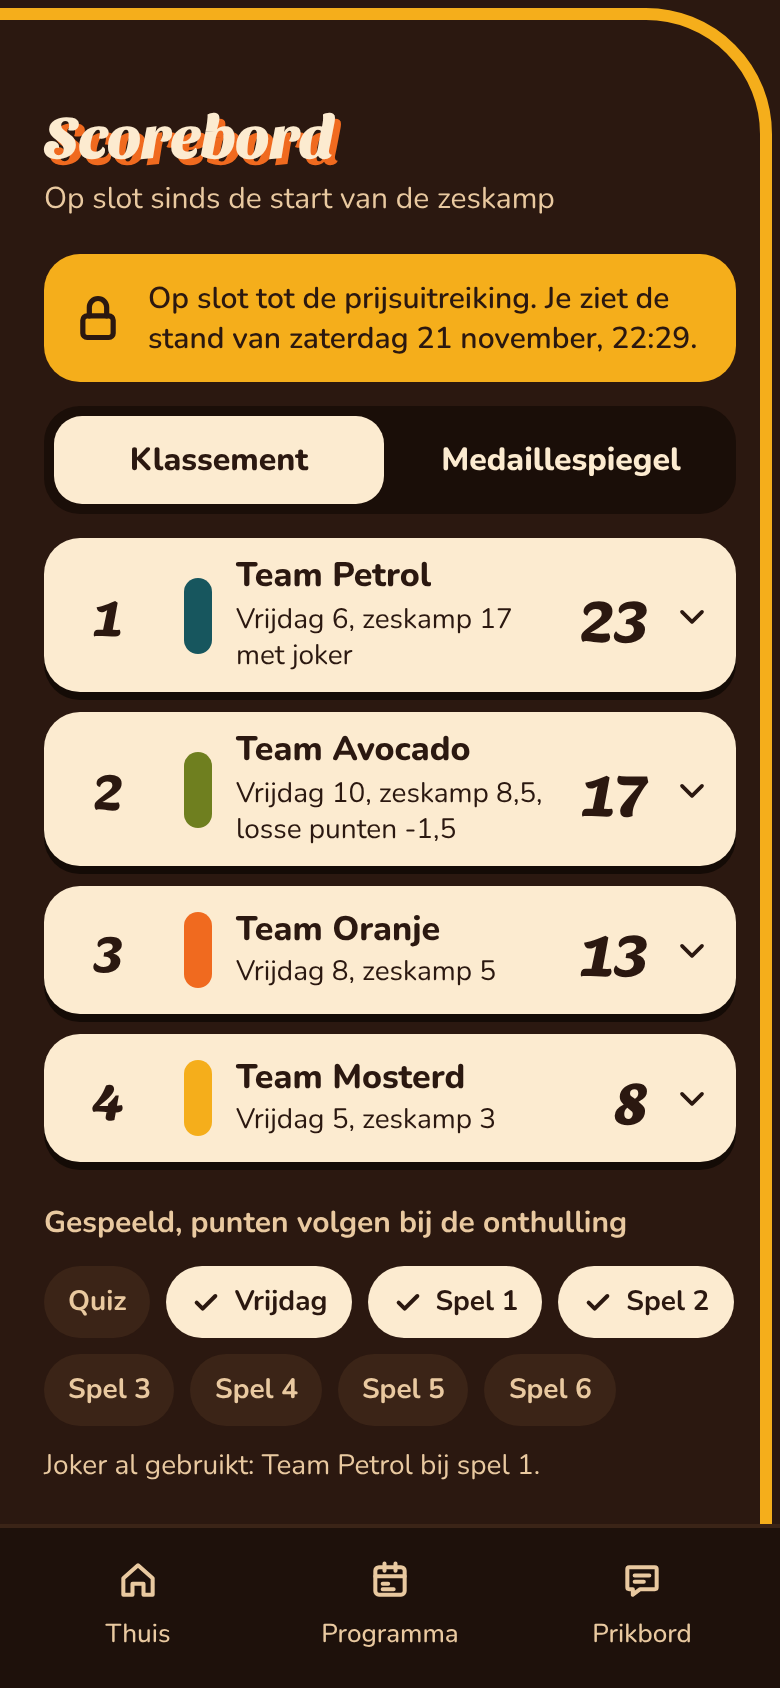 Scorebord
Op slot sinds de start van de zeskamp
Op slot tot de prijsuitreiking. Je ziet de
stand van zaterdag 21 november, 22:29.
Klassement
Medaillespiegel
1
Team Petrol
Vrijdag 6, zeskamp 17
met joker
23
2
Team Avocado
Vrijdag 10, zeskamp 8,5,
losse punten -1,5
17
3
Team Oranje
Vrijdag 8, zeskamp 5
13
4
Team Mosterd
Vrijdag 5, zeskamp 3
8
Gespeeld, punten volgen bij de onthulling
Quiz
Vrijdag
Spel 1
Spel 2
Spel 3
Spel 4
Spel 5
Spel 6
Joker al gebruikt: Team Petrol bij spel 1.
Thuis
Programma
Prikbord